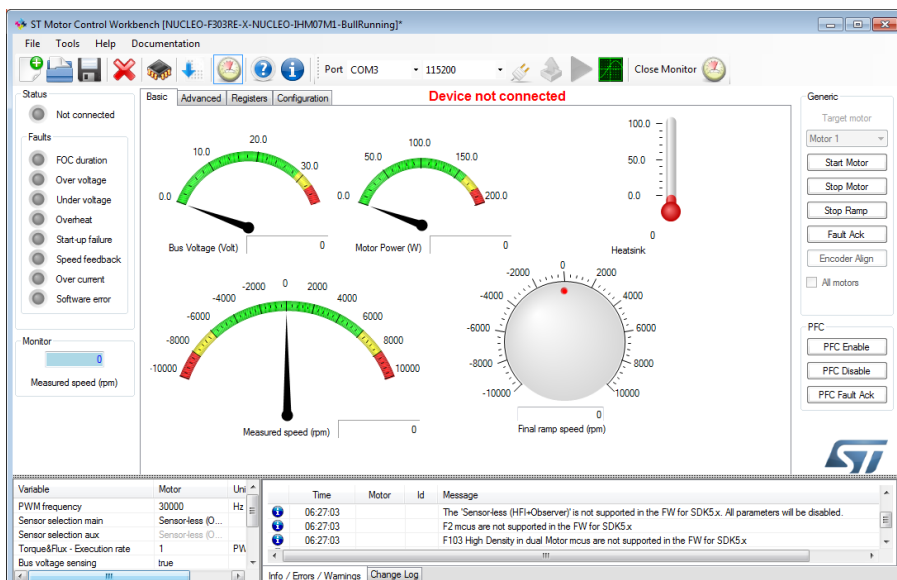 ST Motor Control Workbench [NUCLEO-F303RE-X-NUCLEO-IHM07M1-BullRunning]*
File Tools Help Documentation
Port COM3 115200 Close Monitor
Status
Not connected
Faults
FOC duration
Over voltage
Under voltage
Overheat
Start-up failure
Speed feedback
Over current
Software error
Monitor
0
Measured speed (rpm)
Basic Advanced Registers Configuration
Device not connected
0.0 10.0 20.0 30.0
Bus Voltage (Volt) 0
0.0 50.0 100.0 150.0 200.0
Motor Power (W) 0
100.0
50.0
0.0
0
Heatsink
-10000 -8000 -6000 -4000 -2000 0 2000 4000 6000 8000 10000
Measured speed (rpm) 0
-10000 -8000 -6000 -4000 -2000 0 2000 4000 6000 8000 10000
0
Final ramp speed (rpm)
Generic
Target motor
Motor 1
Start Motor
Stop Motor
Stop Ramp
Fault Ack
Encoder Align
All motors
PFC
PFC Enable
PFC Disable
PFC Fault Ack
ST
Variable Motor Uni
PWM frequency 30000 Hz
Sensor selection main Sensor-less (O...
Sensor selection aux Sensor-less (O...
Torque&Flux - Execution rate 1 PW
Bus voltage sensing true
Time Motor Id Message
06:27:03 The 'Sensor-less (HFI+Observer)' is not supported in the FW for SDK5.x. All parameters will be disabled.
06:27:03 F2 mcus are not supported in the FW for SDK5.x
06:27:03 F103 High Density in dual Motor mcus are not supported in the FW for SDK5.x
Info / Errors / Warnings Change Log